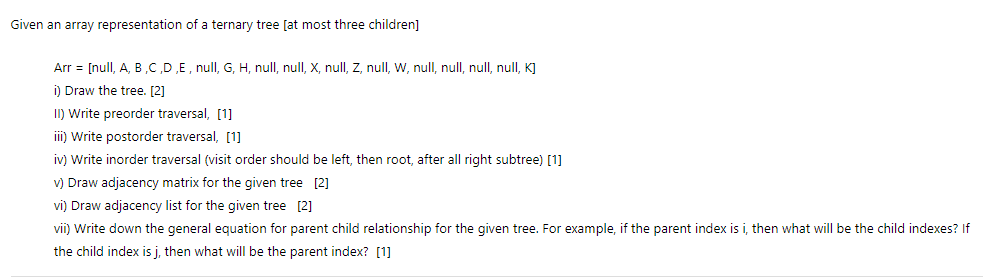 Given an array representation of a ternary tree [at most three children]
Arr = [null, A, B ,C ,D ,E , null, G, H, null, null, X, null, Z, null, W, null, null, null, null, K]
i) Draw the tree. [2]
II) Write preorder traversal, [1]
iii) Write postorder traversal, [1]
iv) Write inorder traversal (visit order should be left, then root, after all right subtree) [1]
v) Draw adjacency matrix for the given tree [2]
vi) Draw adjacency list for the given tree [2]
vii) Write down the general equation for parent child relationship for the given tree. For example, if the parent index is i, then what will be the child indexes? If
the child index is j, then what will be the parent index? [1]